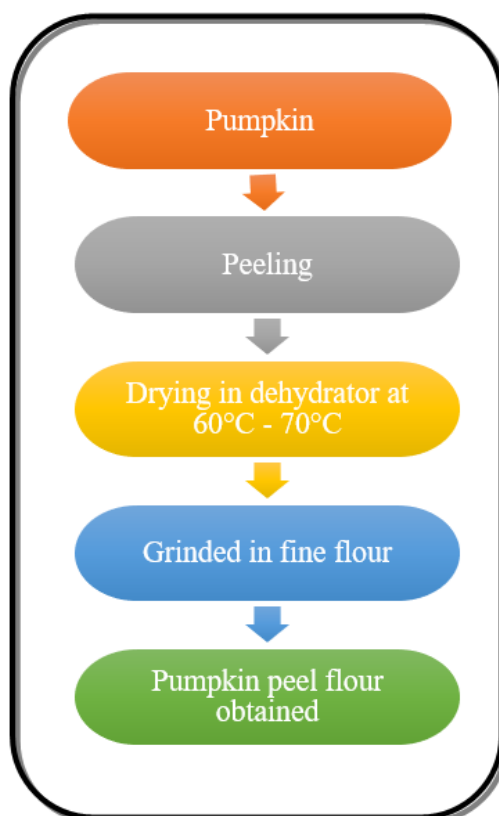 Pumpkin
Peeling
Drying in dehydrator at
60°C - 70°C
Grinded in fine flour
Pumpkin peel flour
obtained